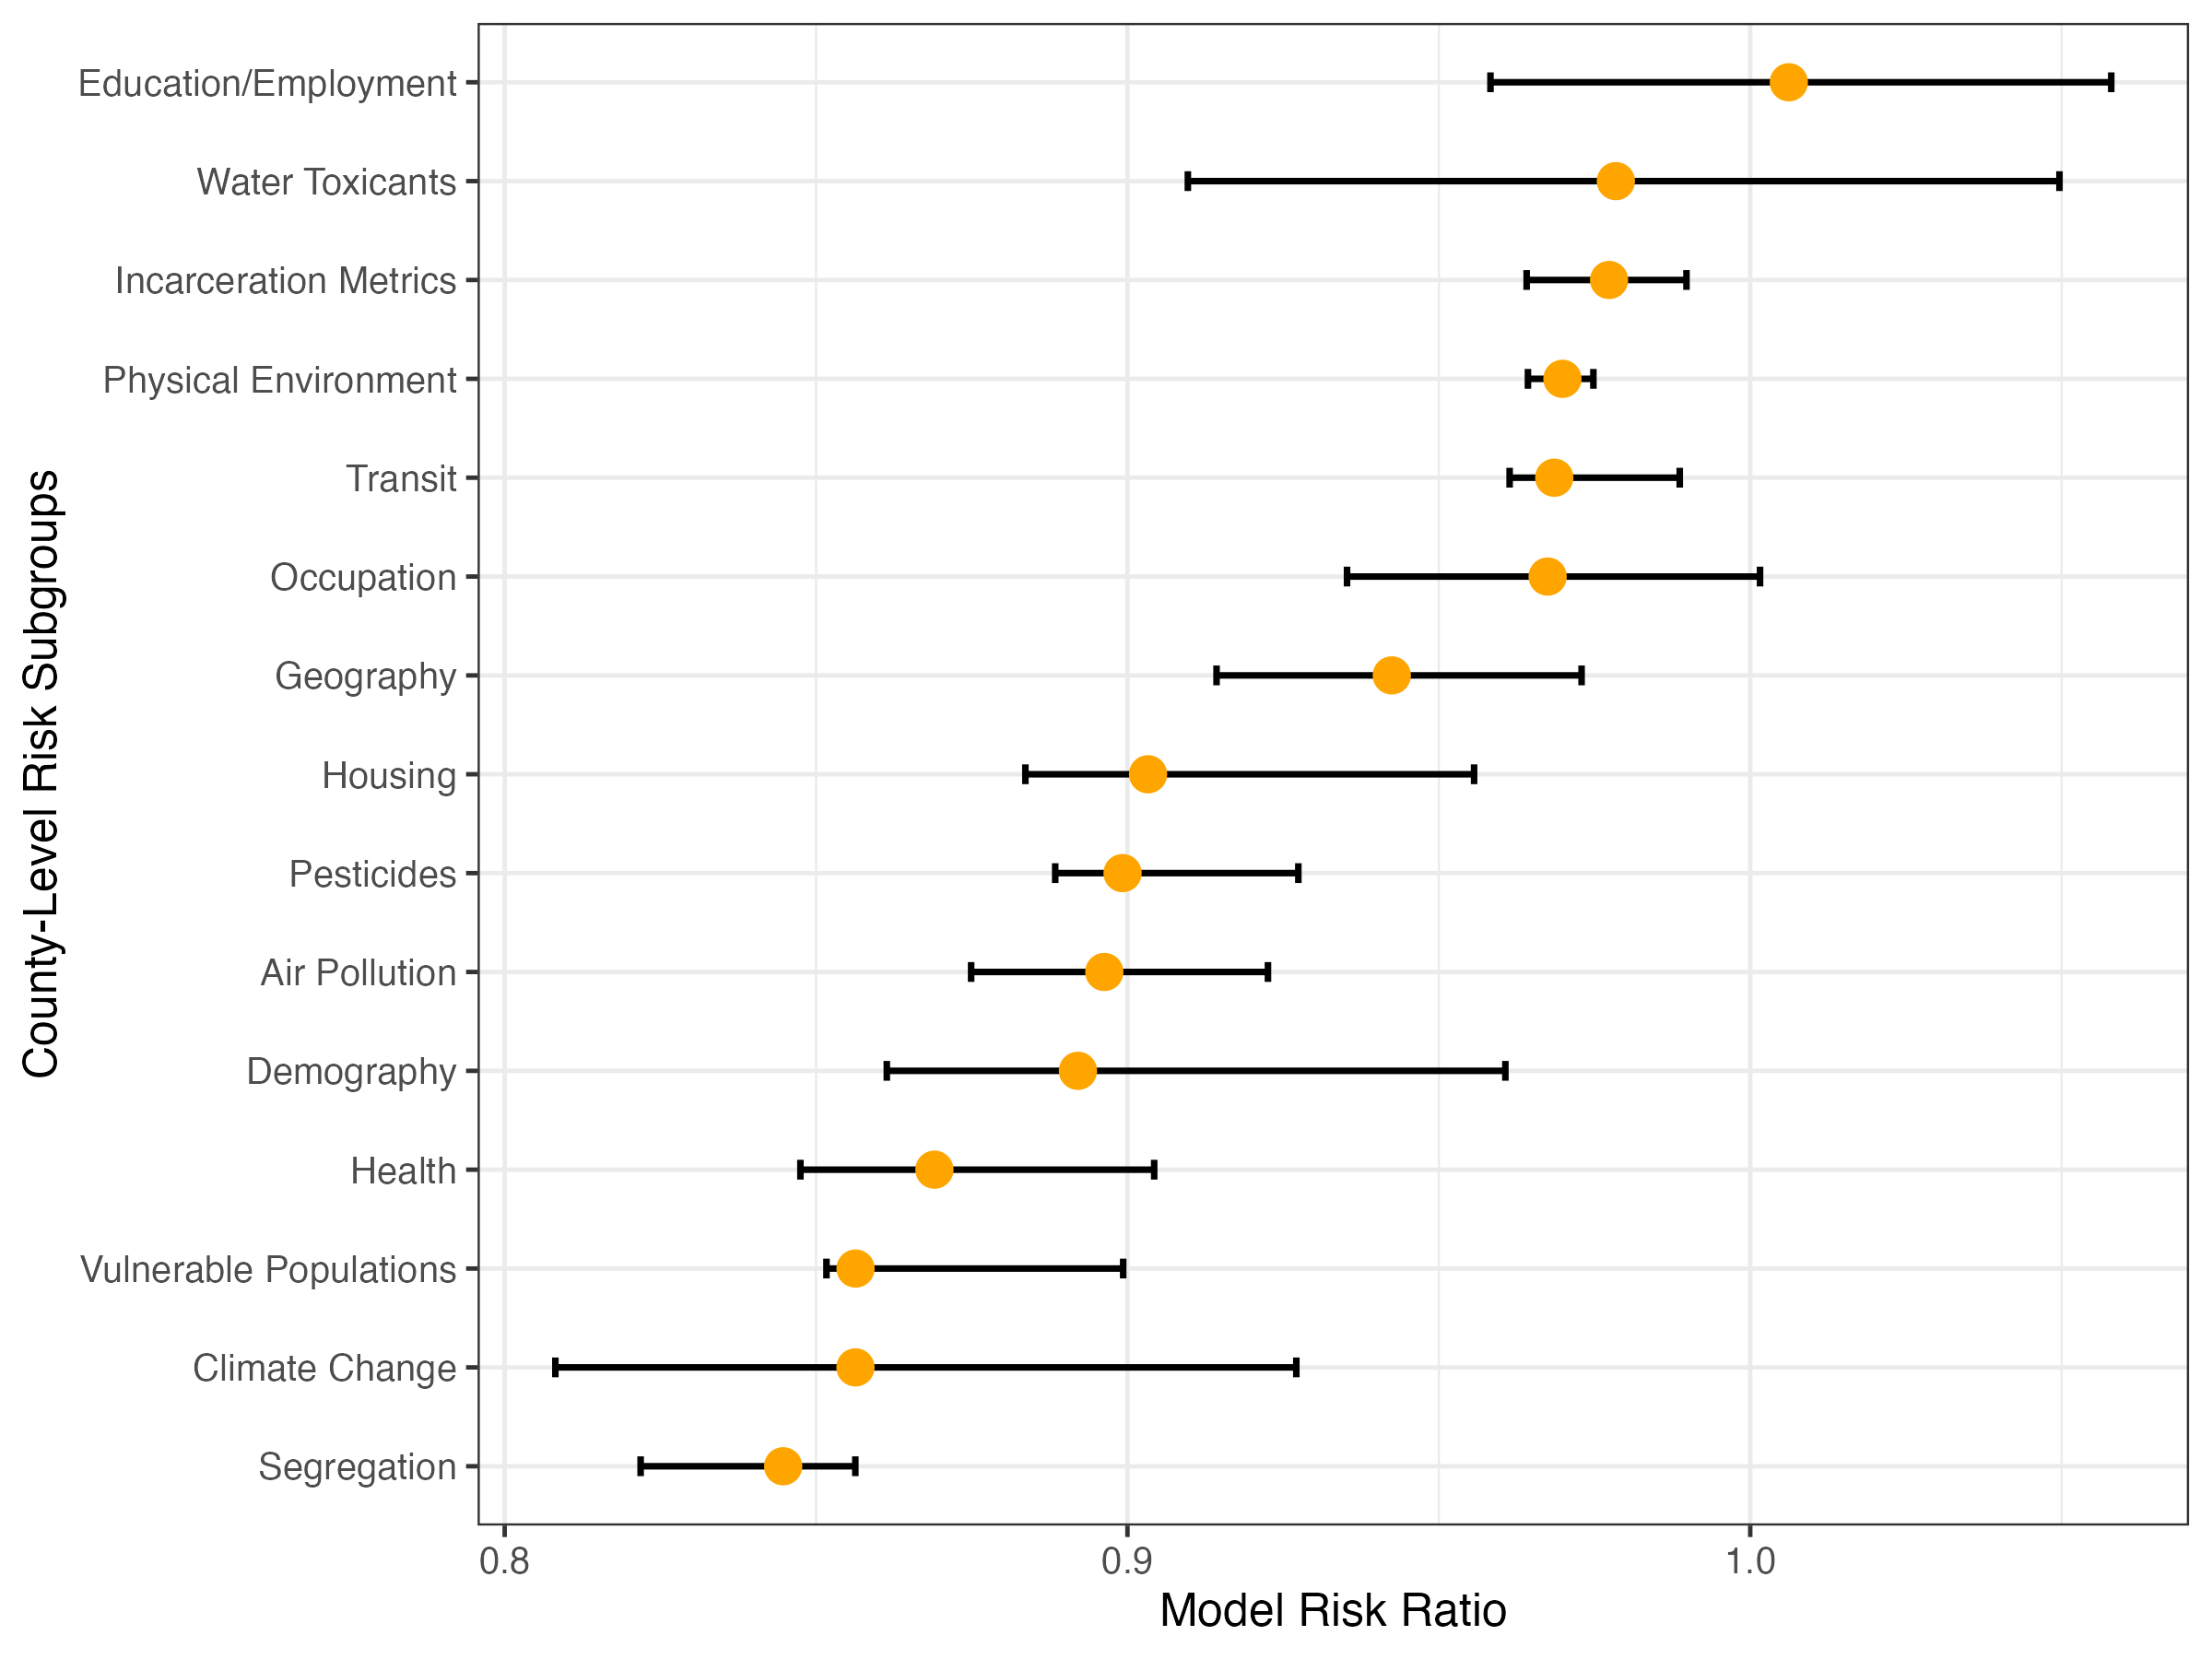 Education/Employment
Water Toxicants
Incarceration Metrics
Physical Environment
Transit
Occupation
Geography
Housing
Pesticides
Air Pollution
Demography
Health
Vulnerable Populations
Climate Change
Segregation
County-Level Risk Subgroups
0.8 0.9 1.0
Model Risk Ratio